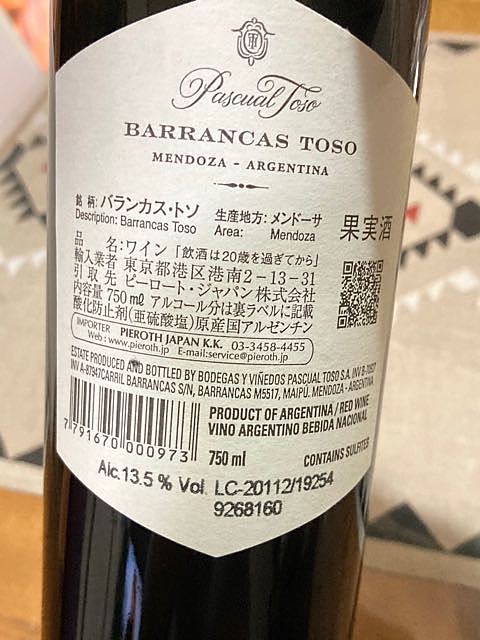 Pascual Toso
BARRANCAS TOSO
MENDOZA - ARGENTINA
銘柄:バランカス・トソ 生産地方:メンドーサ
Description: Barrancas Toso Area: Mendoza
果実酒
品名:ワイン「飲酒は20歳を過ぎてから」
輸入業者 東京都港区港南2-13-31
引取先 ピーロート・ジャパン株式会社
内容量 750㎖ アルコール分は裏ラベルに記載
酸化防止剤(亜硫酸塩)原産国アルゼンチン
IMPORTER PIEROTH JAPAN K.K. 03-3458-4455
Web : www.pieroth.jp E-mail:service@pieroth.jp
ESTATE PRODUCED AND BOTTLED BY BODEGAS Y VIÑEDOS PASCUAL TOSO S.A. INV
INV A-87947CARRIL BARRANCAS S/N, BARRANCAS M5517, MAIPÚ. MENDOZA - ARGENTINA
PRODUCT OF ARGENTINA / RED WINE
VINO ARGENTINO BEBIDA NACIONAL
7 791670 000973
750 ml CONTAINS SULFITES
Alc.13.5 % Vol. LC-20112/19254
9268160